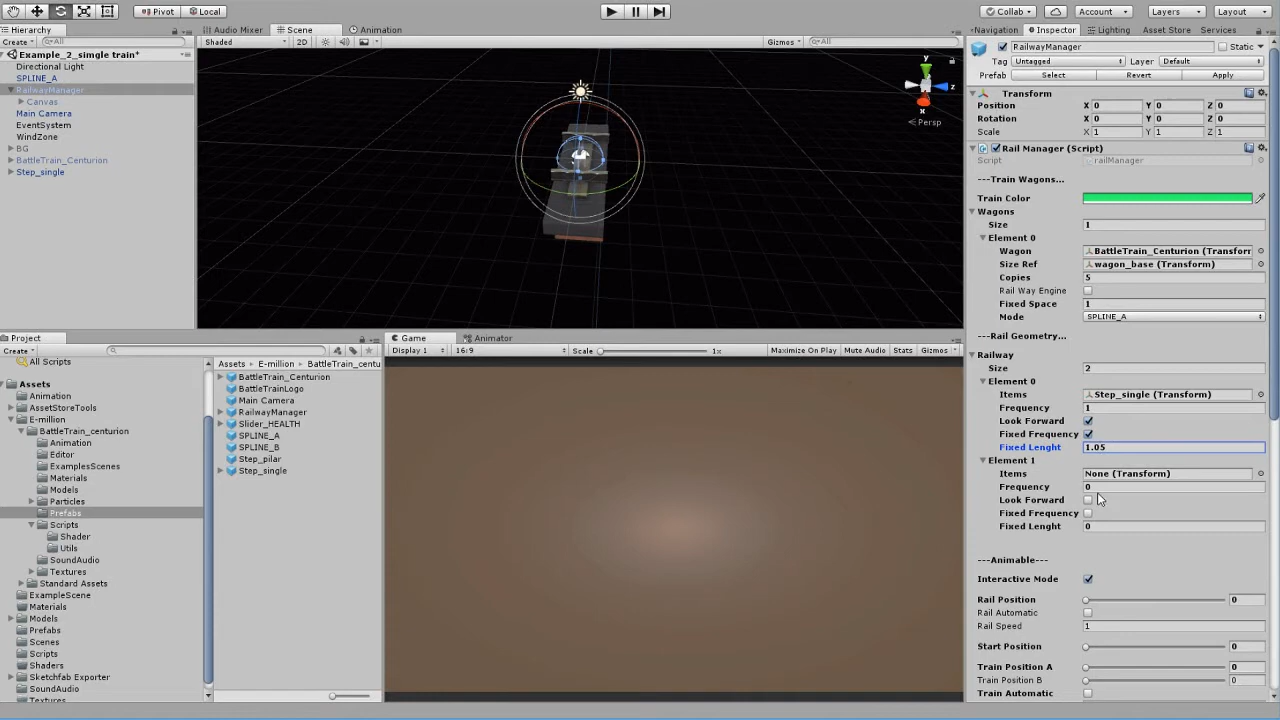 Pivot Local Collab Account Layers Layout
Hierarchy Audio Mixer Scene Animation Navigation Inspector Lighting Asset Store Services
Create All Shaded 2D Gizmos All RailwayManager Static
Example_2_simgle train*
Directional Light
SPLINE_A
RailwayManager
Canvas
Main Camera
EventSystem
WindZone
BG
BattleTrain_Centurion
Step_single
y
z
x
Persp
Tag Untagged Layer Default
Prefab Select Revert Apply
Transform
Position X 0 Y 0 Z 0
Rotation X 0 Y 0 Z 0
Scale X 1 Y 1 Z 1
Rail Manager (Script)
Script railManager
---Train Wagons...
Train Color
Wagons
Size 1
Element 0
Wagon BattleTrain_Centurion (Transform
Size Ref wagon_base (Transform)
Copies 5
Rail Way Engine
Fixed Space 1
Mode SPLINE_A
---Rail Geometry...
Railway
Size 2
Element 0
Items Step_single (Transform)
Frequency 1
Look Forward
Fixed Frequency
Fixed Lenght 1.05
Element 1
Items None (Transform)
Frequency 0
Look Forward
Fixed Frequency
Fixed Lenght 0
---Animable---
Interactive Mode
Rail Position 0
Rail Automatic
Rail Speed 1
Start Position 0
Train Position A 0
Train Position B 0
Train Automatic
Project
Create
All Scripts
Assets
Animation
AssetStoreTools
E-million
BattleTrain_centurion
Animation
Editor
ExamplesScenes
Materials
Models
Particles
Prefabs
Scripts
Shader
Utils
SoundAudio
Textures
Standard Assets
ExampleScene
Materials
Models
Prefabs
Scenes
Scripts
Shaders
Sketchfab Exporter
SoundAudio
Textures
Assets E-million BattleTrain_centu
BattleTrain_Centurion
BattleTrainLogo
Main Camera
RailwayManager
Slider_HEALTH
SPLINE_A
SPLINE_B
Step_pilar
Step_single
Game Animator
Display 1 16:9 Scale 1x Maximize On Play Mute Audio Stats Gizmos